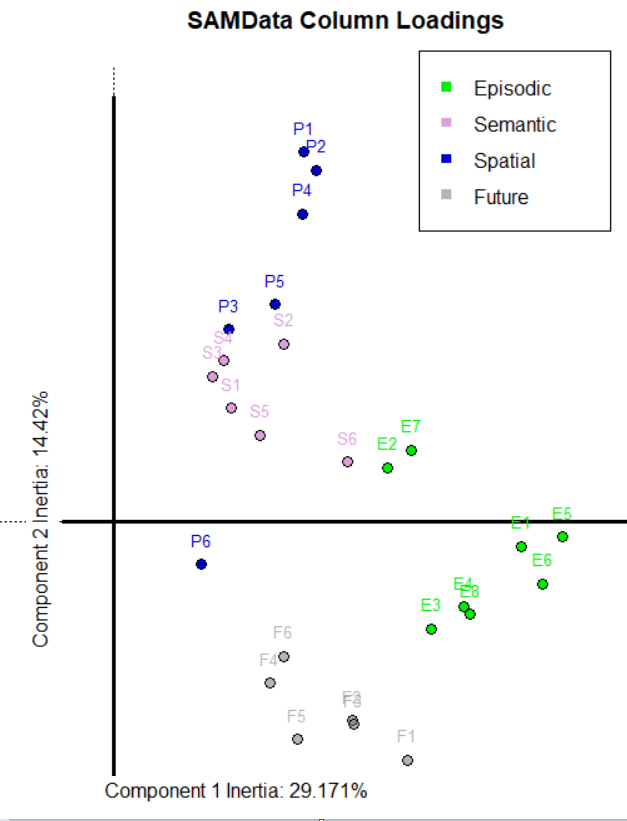 SAMData Column Loadings
Episodic
Semantic
Spatial
Future
P1
P2
P4
P5
P3
S2
S4
S3
S1
S5
S6
E7
E2
E1
E5
P6
E6
E4
E8
E3
F6
F4
F3
F5
F1
Component 2 Inertia: 14.42%
Component 1 Inertia: 29.171%